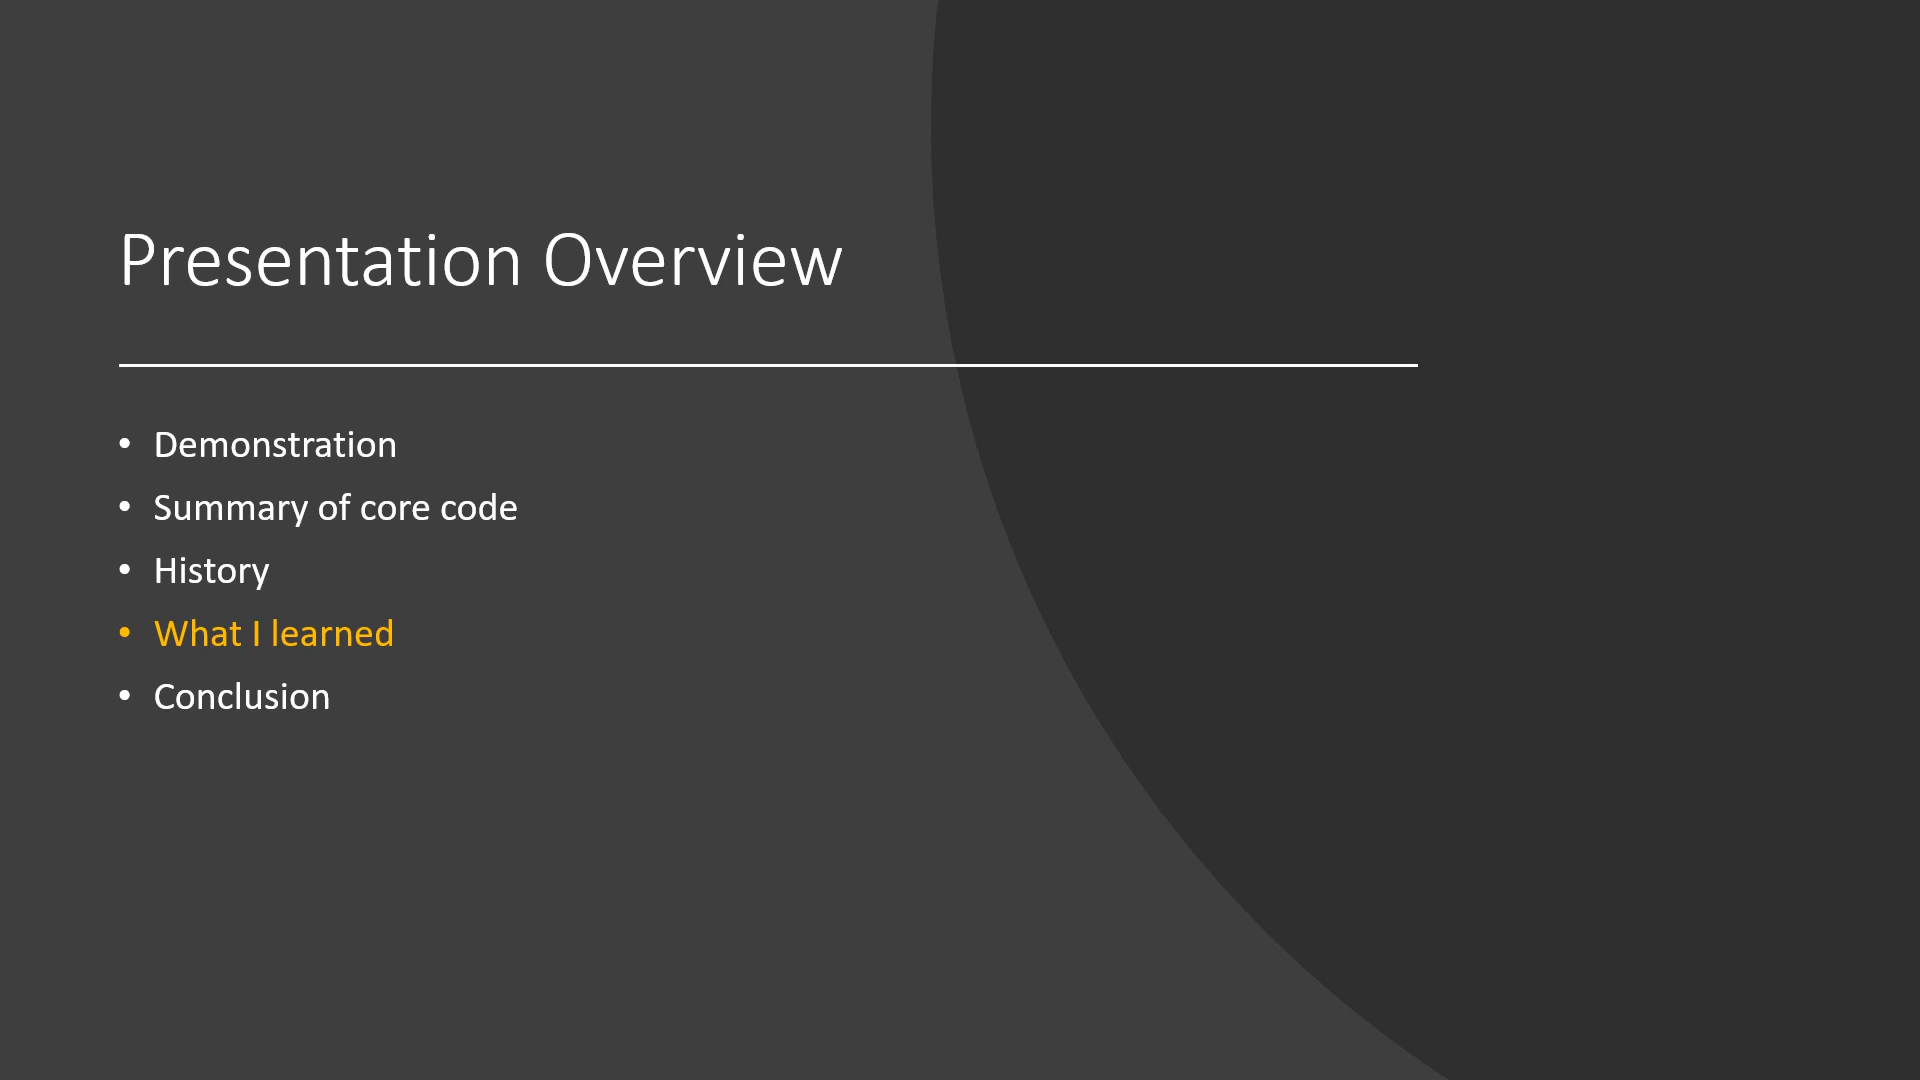 Presentation Overview
• Demonstration
• Summary of core code
• History
• What I learned
• Conclusion